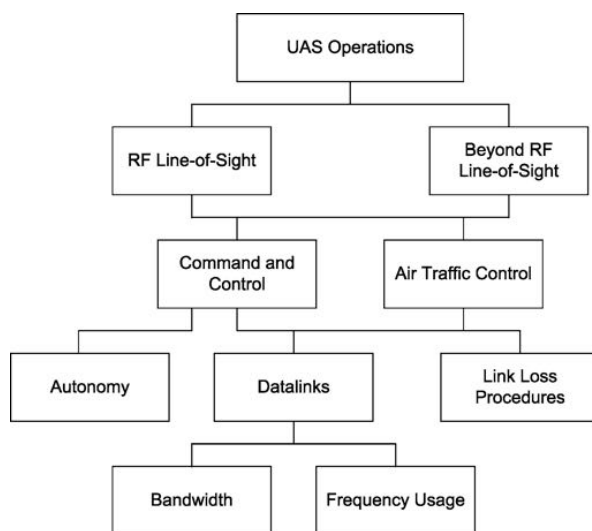 UAS Operations
RF Line-of-Sight
Beyond RF
Line-of-Sight
Command and
Control
Air Traffic Control
Autonomy
Datalinks
Link Loss
Procedures
Bandwidth
Frequency Usage